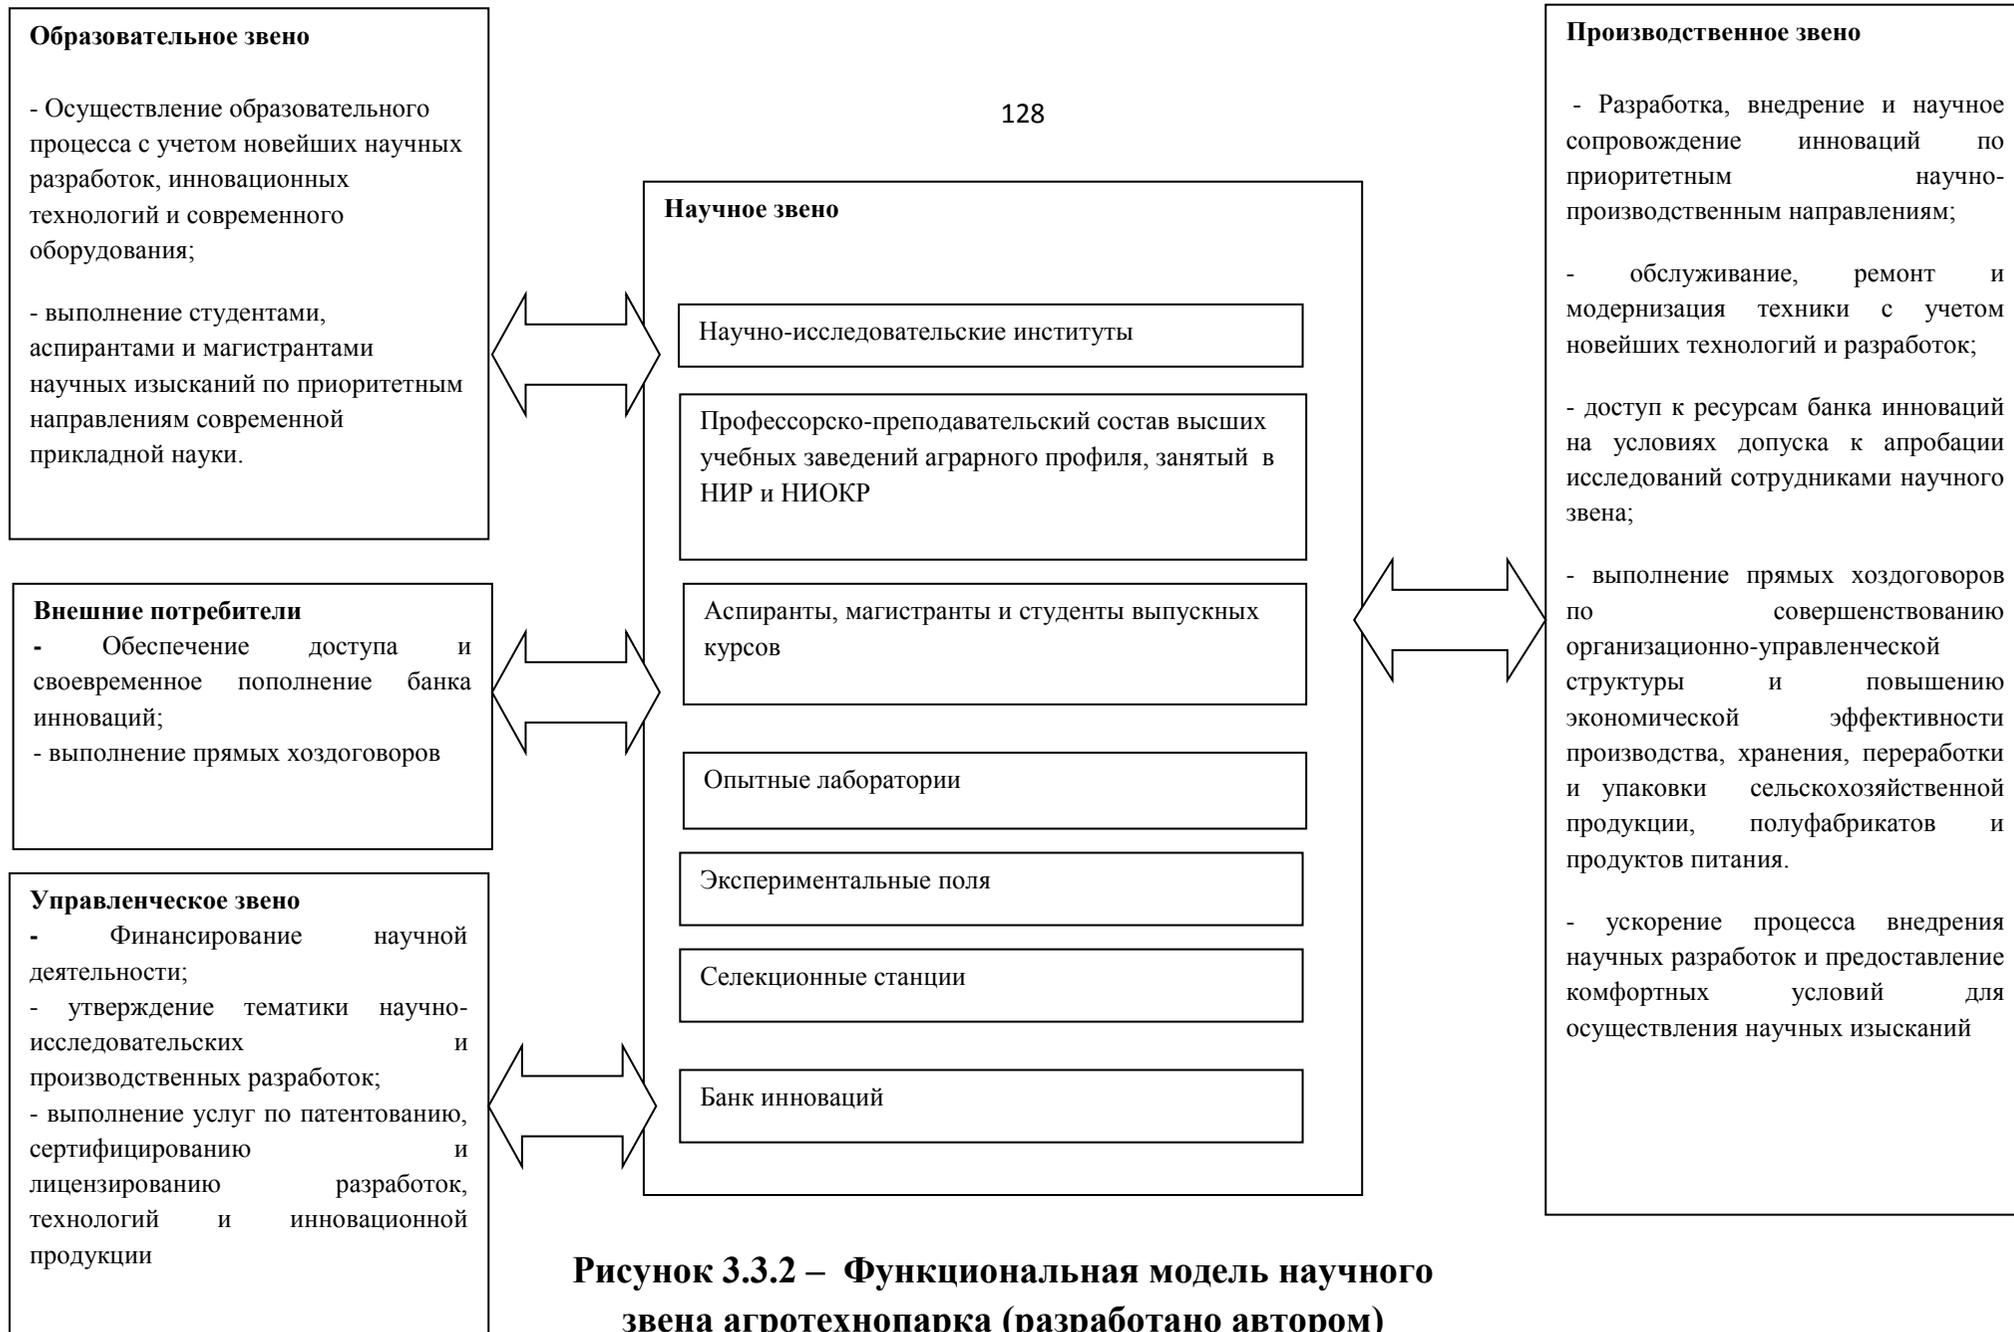 Образовательное звено
- Осуществление образовательного
процесса с учетом новейших научных
разработок, инновационных
технологий и современного
оборудования;
- выполнение студентами,
аспирантами и магистрантами
научных изысканий по приоритетным
направлениям современной
прикладной науки.
Внешние потребители
- Обеспечение доступа и
своевременное пополнение банка
инноваций;
- выполнение прямых хоздоговоров
Управленческое звено
- Финансирование научной
деятельности;
- утверждение тематики научно-
исследовательских и
производственных разработок;
- выполнение услуг по патентованию,
сертифицированию и
лицензированию разработок,
технологий и инновационной
продукции
128
Научное звено
Научно-исследовательские институты
Профессорско-преподавательский состав высших
учебных заведений аграрного профиля, занятый в
НИР и НИОКР
Аспиранты, магистранты и студенты выпускных
курсов
Опытные лаборатории
Экспериментальные поля
Селекционные станции
Банк инноваций
Производственное звено
- Разработка, внедрение и научное
сопровождение инноваций по
приоритетным научно-
производственным направлениям;
- обслуживание, ремонт и
модернизация техники с учетом
новейших технологий и разработок;
- доступ к ресурсам банка инноваций
на условиях допуска к апробации
исследований сотрудниками научного
звена;
- выполнение прямых хоздоговоров
по совершенствованию
организационно-управленческой
структуры и повышению
экономической эффективности
производства, хранения, переработки
и упаковки сельскохозяйственной
продукции, полуфабрикатов и
продуктов питания.
- ускорение процесса внедрения
научных разработок и предоставление
комфортных условий для
осуществления научных изысканий
Рисунок 3.3.2 – Функциональная модель научного
звена агротехнопарка (разработано автором)